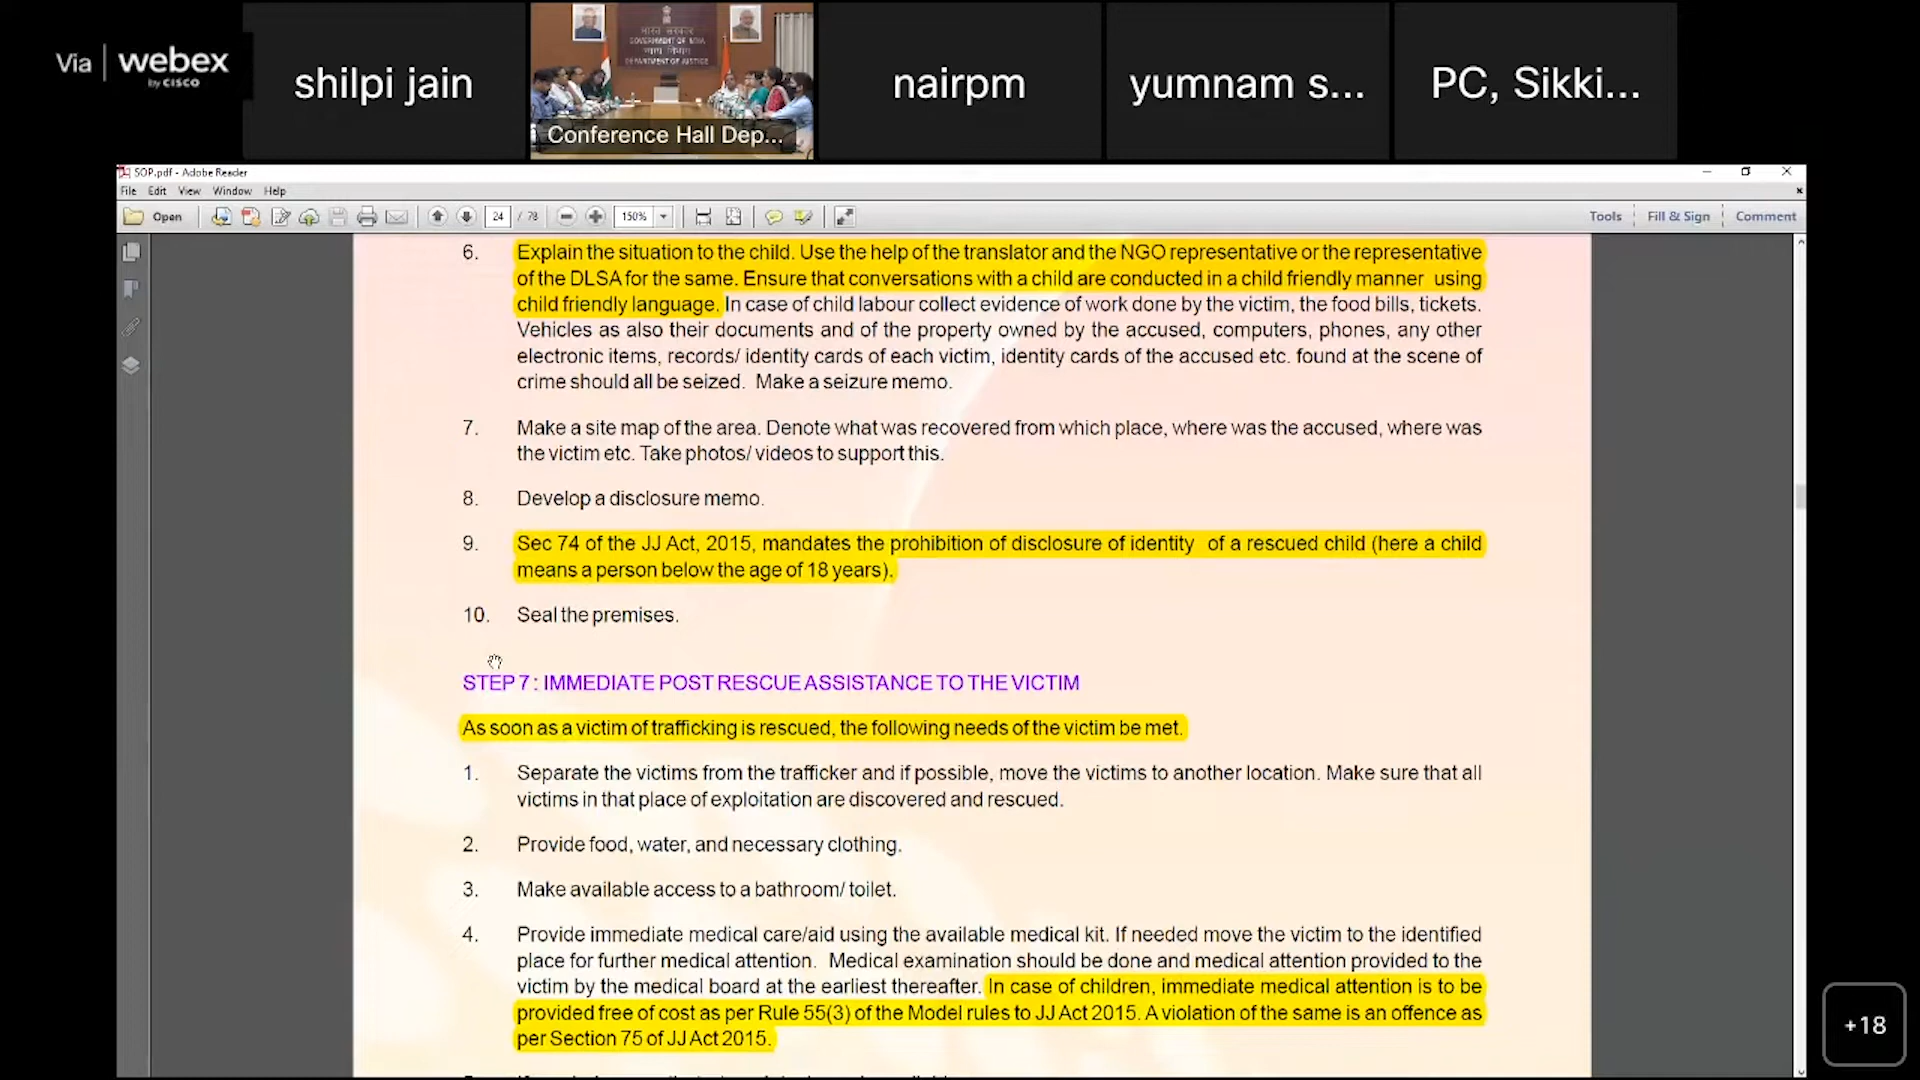 Via webex
by CISCO
shilpi jain
भारत सरकार
GOVERNMENT OF INDIA
न्याय विभाग
DEPARTMENT OF JUSTICE
Conference Hall Dep...
nairpm
yumnam s...
PC, Sikki...
SOP.pdf - Adobe Reader
File Edit View Window Help
Open 24 / 78 150% Tools Fill & Sign Comment
6. Explain the situation to the child. Use the help of the translator and the NGO representative or the representative
of the DLSA for the same. Ensure that conversations with a child are conducted in a child friendly manner using
child friendly language. In case of child labour collect evidence of work done by the victim, the food bills, tickets.
Vehicles as also their documents and of the property owned by the accused, computers, phones, any other
electronic items, records/ identity cards of each victim, identity cards of the accused etc. found at the scene of
crime should all be seized. Make a seizure memo.
7. Make a site map of the area. Denote what was recovered from which place, where was the accused, where was
the victim etc. Take photos/ videos to support this.
8. Develop a disclosure memo.
9. Sec 74 of the JJ Act, 2015, mandates the prohibition of disclosure of identity of a rescued child (here a child
means a person below the age of 18 years).
10. Seal the premises.
STEP 7 : IMMEDIATE POST RESCUE ASSISTANCE TO THE VICTIM
As soon as a victim of trafficking is rescued, the following needs of the victim be met.
1. Separate the victims from the trafficker and if possible, move the victims to another location. Make sure that all
victims in that place of exploitation are discovered and rescued.
2. Provide food, water, and necessary clothing.
3. Make available access to a bathroom/ toilet.
4. Provide immediate medical care/aid using the available medical kit. If needed move the victim to the identified
place for further medical attention. Medical examination should be done and medical attention provided to the
victim by the medical board at the earliest thereafter. In case of children, immediate medical attention is to be
provided free of cost as per Rule 55(3) of the Model rules to JJ Act 2015. A violation of the same is an offence as
per Section 75 of JJ Act 2015.
+18